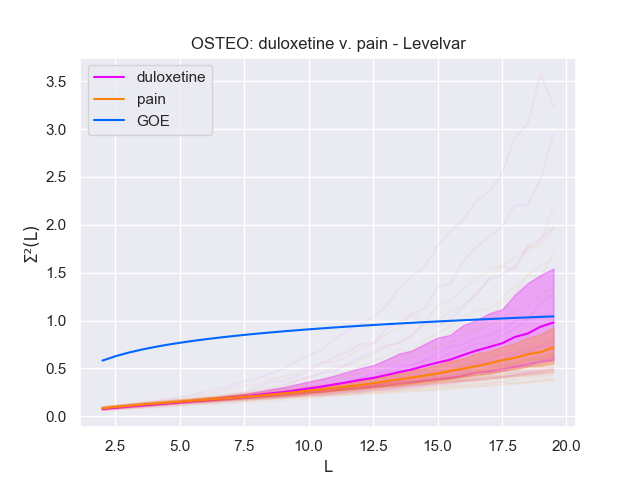 OSTEO: duloxetine v. pain - Levelvar
duloxetine
pain
GOE
Σ²(L)
3.5
3.0
2.5
2.0
1.5
1.0
0.5
0.0
2.5 5.0 7.5 10.0 12.5 15.0 17.5 20.0
L